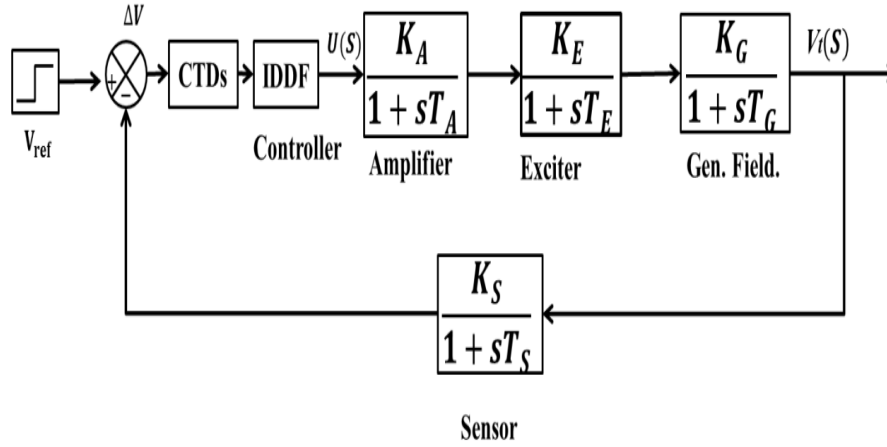 ΔV
+
−
V_ref
CTDs
IDDF
Controller
U(S)
K_A
1 + sT_A
Amplifier
K_E
1 + sT_E
Exciter
K_G
1 + sT_G
Gen. Field.
V_t(S)
K_S
1 + sT_S
Sensor